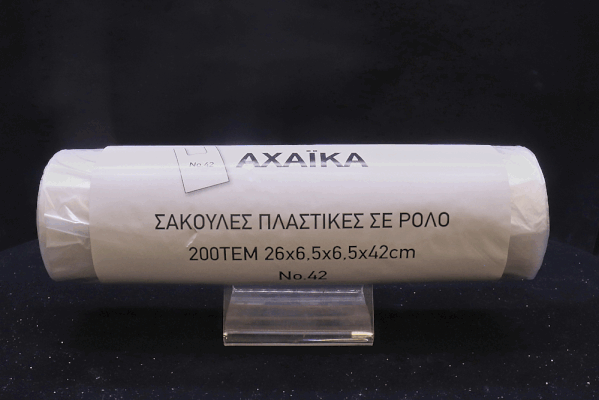 No.42
ΑΧΑΪΚΑ
ΣΑΚΟΥΛΕΣ ΠΛΑΣΤΙΚΕΣ ΣΕ ΡΟΛΟ
200ΤΕΜ 26x6,5x6,5x42cm
No.42